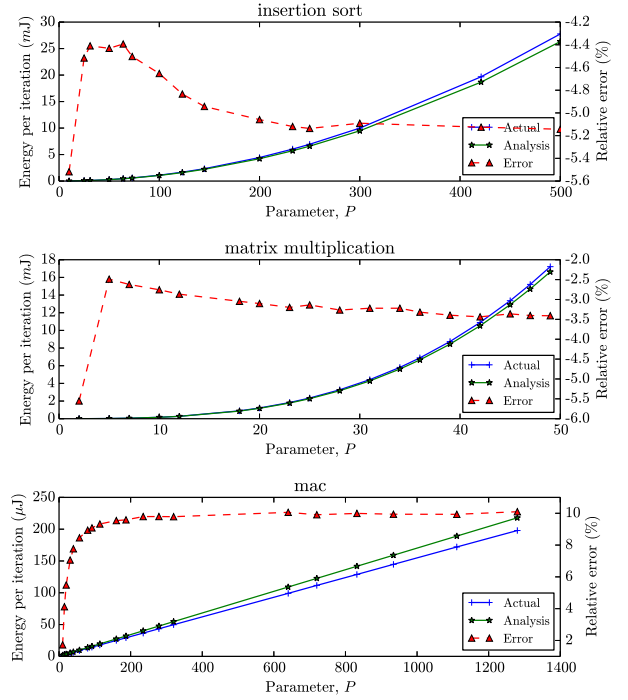 insertion sort
30
25
20
15
10
5
0
Energy per iteration (mJ)
-4.2
-4.4
-4.6
-4.8
-5.0
-5.2
-5.4
-5.6
Relative error (%)
Actual
Analysis
Error
0 100 200 300 400 500
Parameter, P
matrix multiplication
18
16
14
12
10
8
6
4
2
0
Energy per iteration (mJ)
-2.0
-2.5
-3.0
-3.5
-4.0
-4.5
-5.0
-5.5
-6.0
Relative error (%)
Actual
Analysis
Error
0 10 20 30 40 50
Parameter, P
mac
250
200
150
100
50
0
Energy per iteration (μJ)
10
8
6
4
2
Relative error (%)
Actual
Analysis
Error
0 200 400 600 800 1000 1200 1400
Parameter, P